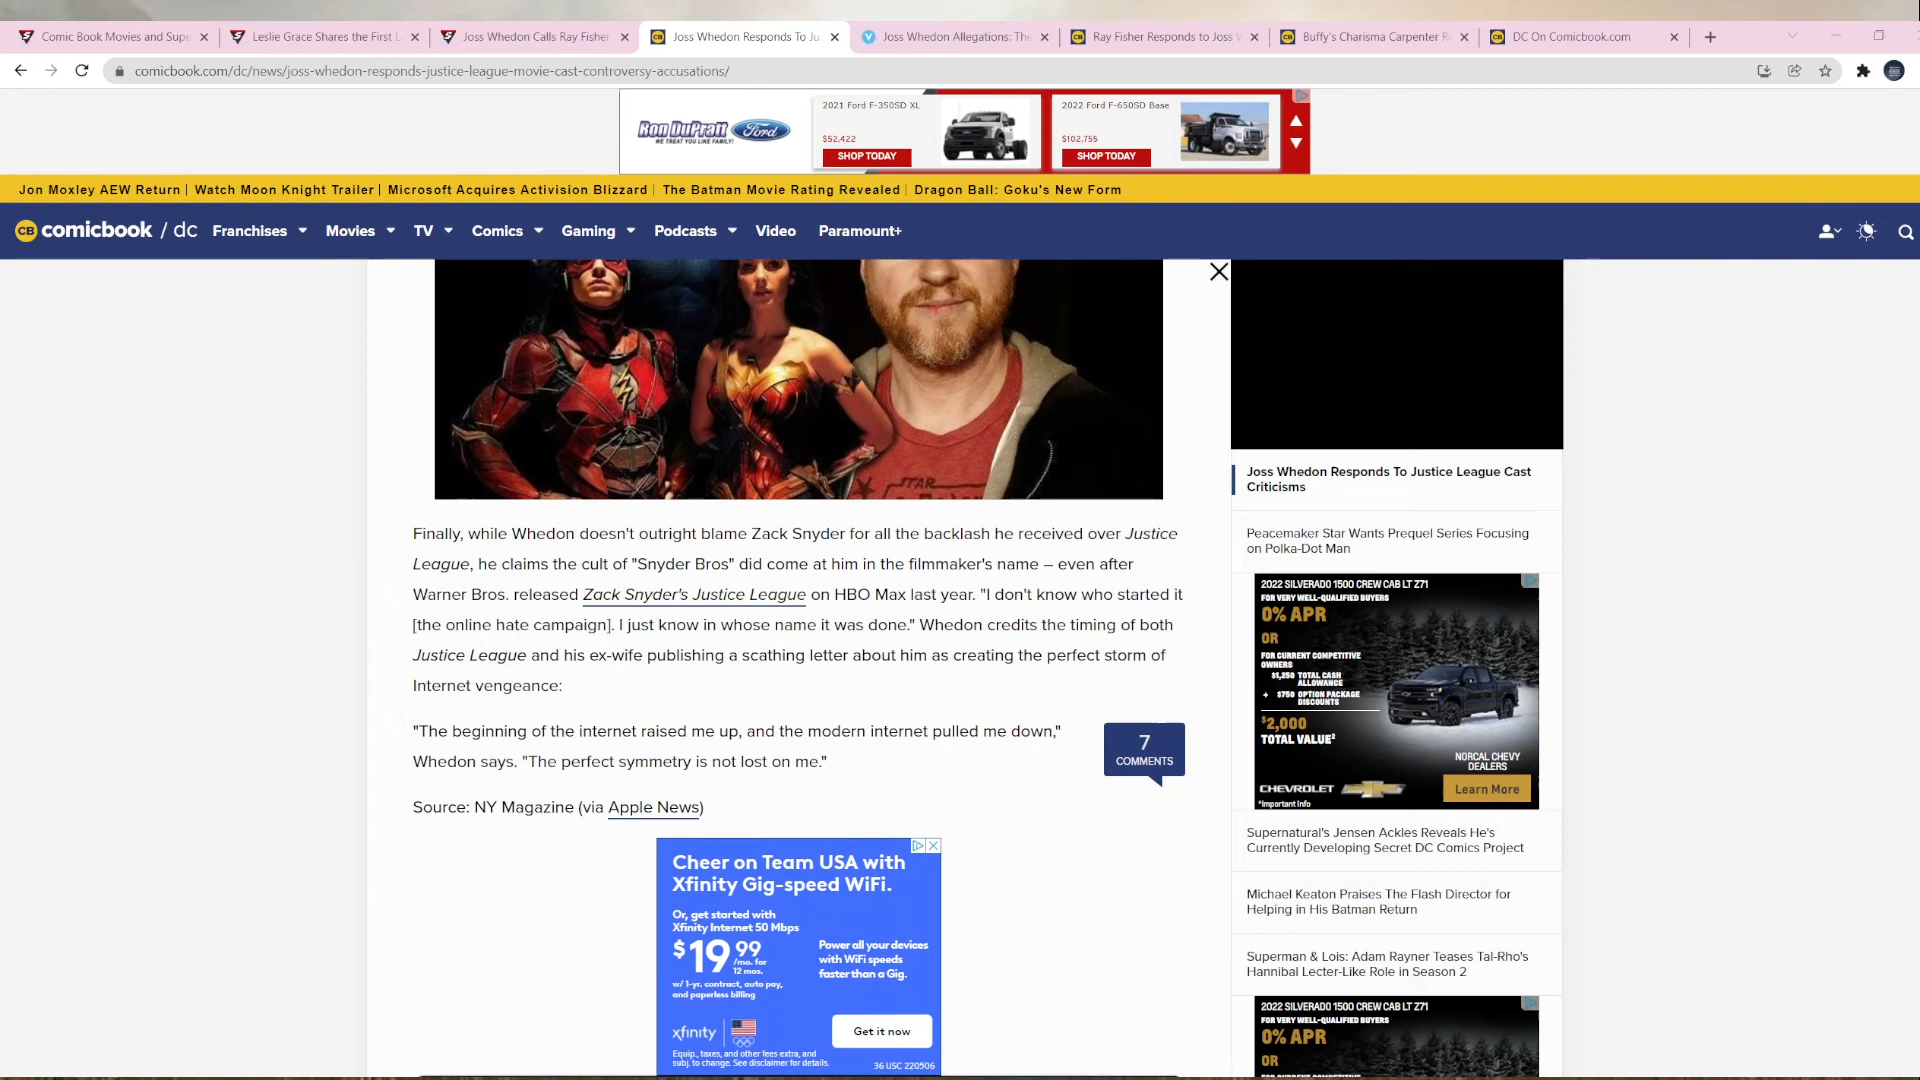 Comic Book Movies and Supe
Leslie Grace Shares the First L
Joss Whedon Calls Ray Fisher
Joss Whedon Responds To Ju
Joss Whedon Allegations: The
Ray Fisher Responds to Joss W
Buffy's Charisma Carpenter R
DC On Comicbook.com
comicbook.com/dc/news/joss-whedon-responds-justice-league-movie-cast-controversy-accusations/
Ron DuPratt Ford
WE TREAT YOU LIKE FAMILY!
2021 Ford F-350SD XL
$52,422
SHOP TODAY
2022 Ford F-650SD Base
$102,755
SHOP TODAY
Jon Moxley AEW Return | Watch Moon Knight Trailer | Microsoft Acquires Activision Blizzard | The Batman Movie Rating Revealed | Dragon Ball: Goku's New Form
CB comicbook / dc Franchises Movies TV Comics Gaming Podcasts Video Paramount+
STAR
Finally, while Whedon doesn't outright blame Zack Snyder for all the backlash he received over Justice
League, he claims the cult of "Snyder Bros" did come at him in the filmmaker's name – even after
Warner Bros. released Zack Snyder's Justice League on HBO Max last year. "I don't know who started it
[the online hate campaign]. I just know in whose name it was done." Whedon credits the timing of both
Justice League and his ex-wife publishing a scathing letter about him as creating the perfect storm of
Internet vengeance:
"The beginning of the internet raised me up, and the modern internet pulled me down,"
Whedon says. "The perfect symmetry is not lost on me."
7
COMMENTS
Source: NY Magazine (via Apple News)
Cheer on Team USA with
Xfinity Gig-speed WiFi.
Or, get started with
Xfinity Internet 50 Mbps
$19.99
/mo. for
12 mos.
w/ 1-yr. contract, auto pay,
and paperless billing
Power all your devices
with WiFi speeds
faster than a Gig.
xfinity
Get it now
Equip., taxes, and other fees extra, and
subj. to change. See disclaimer for details.
36 USC 220506
Joss Whedon Responds To Justice League Cast
Criticisms
Peacemaker Star Wants Prequel Series Focusing
on Polka-Dot Man
2022 SILVERADO 1500 CREW CAB LT Z71
FOR VERY WELL-QUALIFIED BUYERS
0% APR
OR
FOR CURRENT COMPETITIVE
OWNERS
$1,250 TOTAL CASH
ALLOWANCE
+ $750 OPTION PACKAGE
DISCOUNTS
$2,000
TOTAL VALUE²
NORCAL CHEVY
DEALERS
CHEVROLET
Learn More
*Important Info
Supernatural's Jensen Ackles Reveals He's
Currently Developing Secret DC Comics Project
Michael Keaton Praises The Flash Director for
Helping in His Batman Return
Superman & Lois: Adam Rayner Teases Tal-Rho's
Hannibal Lecter-Like Role in Season 2
2022 SILVERADO 1500 CREW CAB LT Z71
FOR VERY WELL-QUALIFIED BUYERS
0% APR
OR